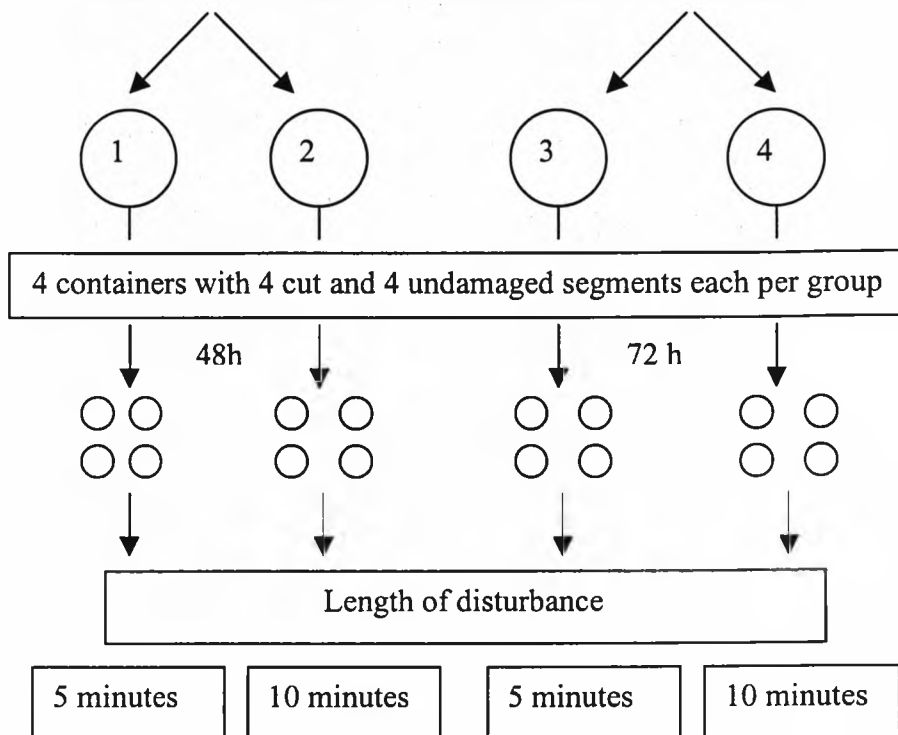 1 2 3 4
4 containers with 4 cut and 4 undamaged segments each per group
48h 72 h
Length of disturbance
5 minutes 10 minutes 5 minutes 10 minutes